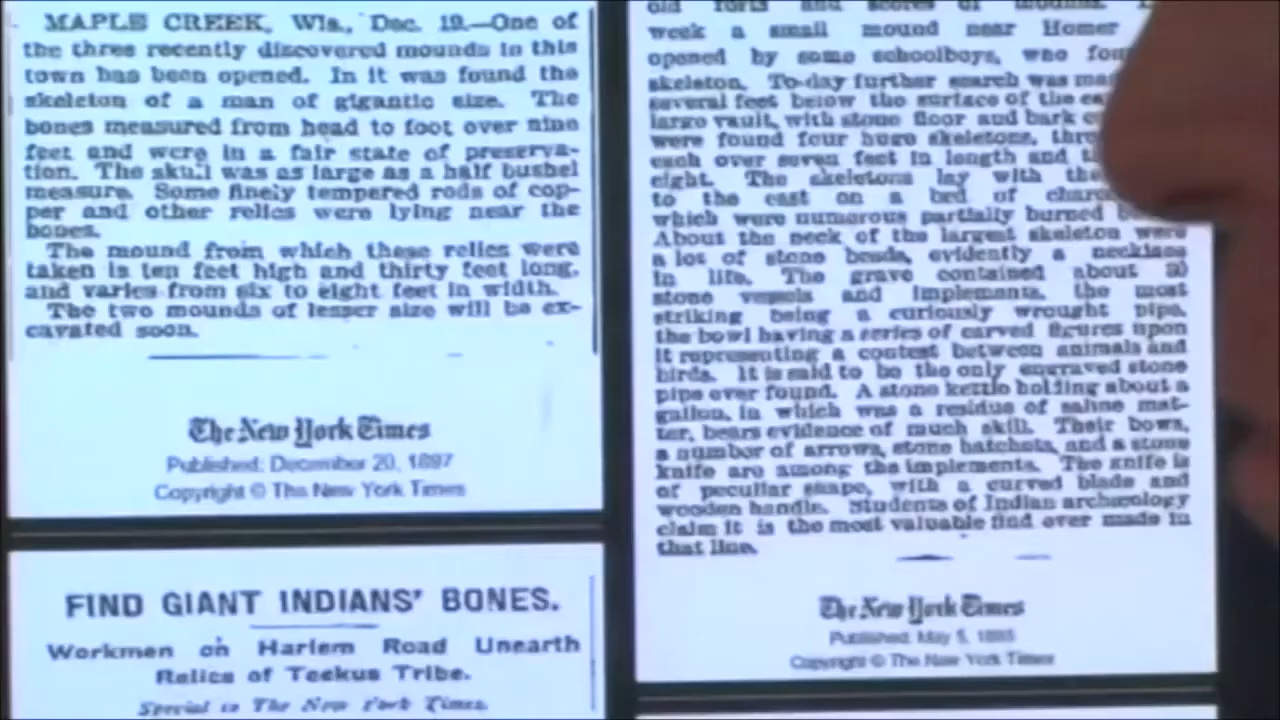 MAPLE CREEK, Wis., Dec. 19.—One of
the three recently discovered mounds in this
town has been opened. In it was found the
skeleton of a man of gigantic size. The
bones measured from head to foot over nine
feet and were in a fair state of preserva-
tion. The skull was as large as a half bushel
measure. Some finely tempered rods of cop-
per and other relics were lying near the
bones.
The mound from which these relics were
taken is ten feet high and thirty feet long,
and varies from six to eight feet in width.
The two mounds of lesser size will be ex-
cavated soon.
The New York Times
Published: December 20, 1897
Copyright © The New York Times
FIND GIANT INDIANS' BONES.
Workmen on Harlem Road Unearth
Relics of Teekus Tribe.
Special to The New York Times.
old forts and scores of mounds.
week a small mound near Homer
opened by some schoolboys, who
skeleton. To-day further search was
several feet below the surface of the
large vault, with stone floor and bark
were found four huge skeletons,
each over seven feet in length and
eight. The skeletons lay with
to the east on a bed of
which were numerous partially burned
About the neck of the largest skeleton were
a lot of stone beads, evidently a necklace
in life. The grave contained about 30
stone vessels and implements, the most
striking being a curiously wrought pipe,
the bowl having a series of carved figures upon
it representing a contest between animals and
birds. It is said to be the only engraved stone
pipe ever found. A stone kettle holding about a
gallon, in which was a residue of saline mat-
ter, bears evidence of much skill. Their bows,
a number of arrows, stone hatchets, and a stone
knife are among the implements. The knife is
of peculiar shape, with a curved blade and
wooden handle. Students of Indian archæology
claim it is the most valuable find ever made in
that line.
The New York Times
Published: May 5, 1885
Copyright © The New York Times